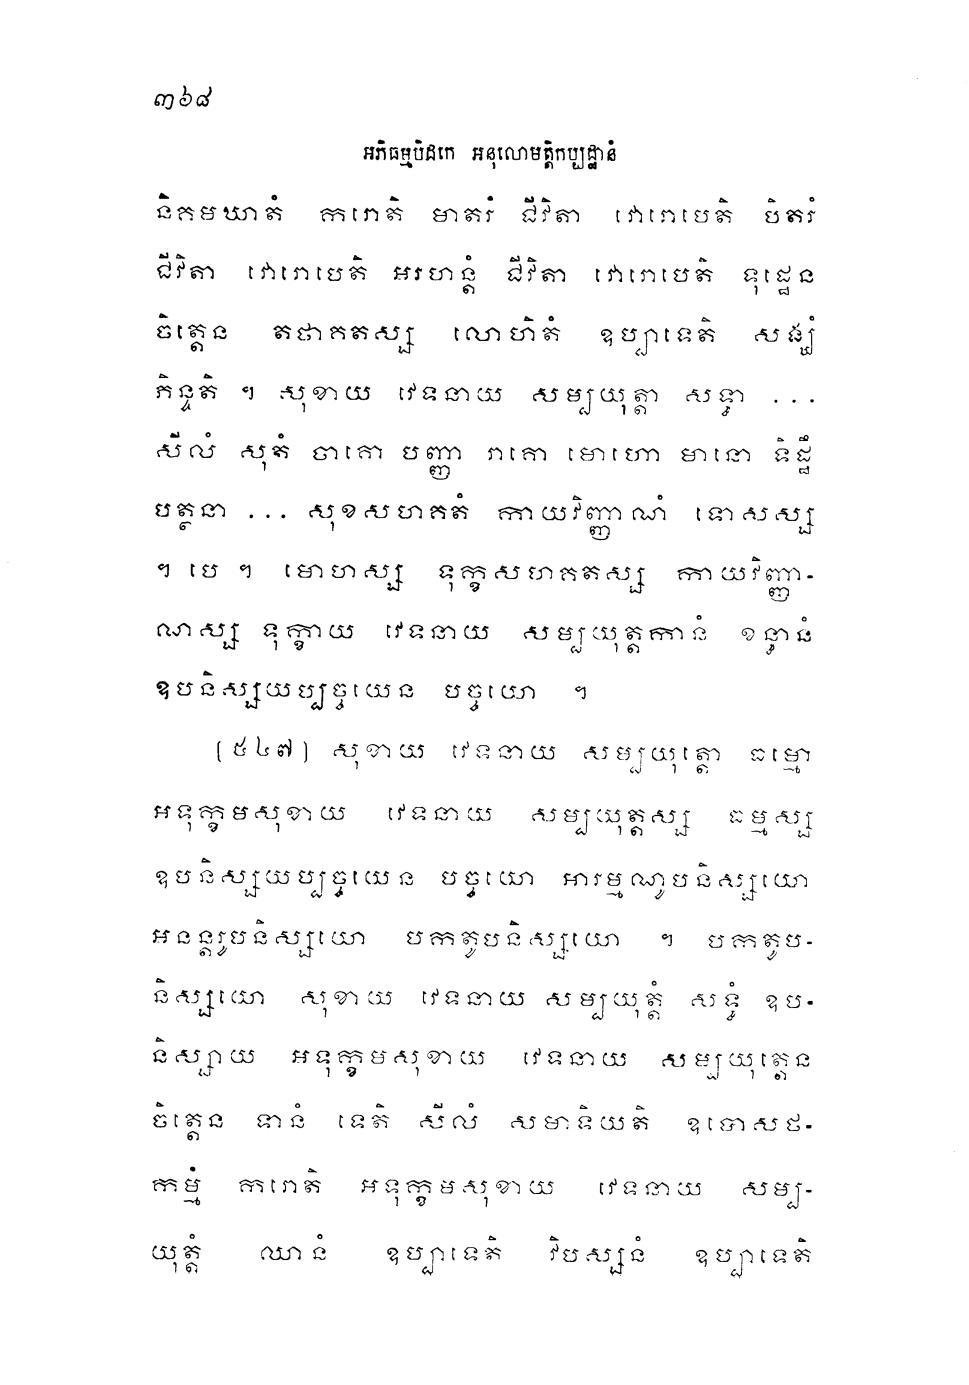 ៣៦៨
អភិធម្មបិដកេ អនុលោមត្តិកប្បដ្ឋានំ
និគមឃាតំ ករោតិ មាតរំ ជីវិតា វោរោបេតិ បិតរំ
ជីវិតា វោរោបេតិ អរហន្តំ ជីវិតា វោរោបេតិ ទុដ្ឋេន
ចិត្តេន តថាគតស្ស លោហិតំ ឧប្បាទេតិ សង្ឃំ
ភិន្ទតិ ។ សុខាយ វេទនាយ សម្បយុត្តា សទ្ធា ...
សីលំ សុតំ ចាគោ បញ្ញា រាគោ មោហោ មានោ ទិដ្ឋិ
បត្ថនា ... សុខសហគតំ កាយវិញ្ញាណំ ទោសស្ស
។ បេ ។ មោហស្ស ទុក្ខសហគតស្ស កាយវិញ្ញា-
ណស្ស ទុក្ខាយ វេទនាយ សម្បយុត្តកានំ ខន្ធានំ
ឧបនិស្សយប្បច្ចយេន បច្ចយោ ។
(៥៤៧) សុខាយ វេទនាយ សម្បយុត្តោ ធម្មោ
អទុក្ខមសុខាយ វេទនាយ សម្បយុត្តស្ស ធម្មស្ស
ឧបនិស្សយប្បច្ចយេន បច្ចយោ អារម្មណូបនិស្សយោ
អនន្តរូបនិស្សយោ បកតូបនិស្សយោ ។ បកតូប-
និស្សយោ សុខាយ វេទនាយ សម្បយុត្តំ សទ្ធំ ឧប-
និស្សាយ អទុក្ខមសុខាយ វេទនាយ សម្បយុត្តេន
ចិត្តេន ទានំ ទេតិ សីលំ សមាទិយតិ ឧបោសថ-
កម្មំ ករោតិ អទុក្ខមសុខាយ វេទនាយ សម្ប-
យុត្តំ ឈានំ ឧប្បាទេតិ វិបស្សនំ ឧប្បាទេតិ